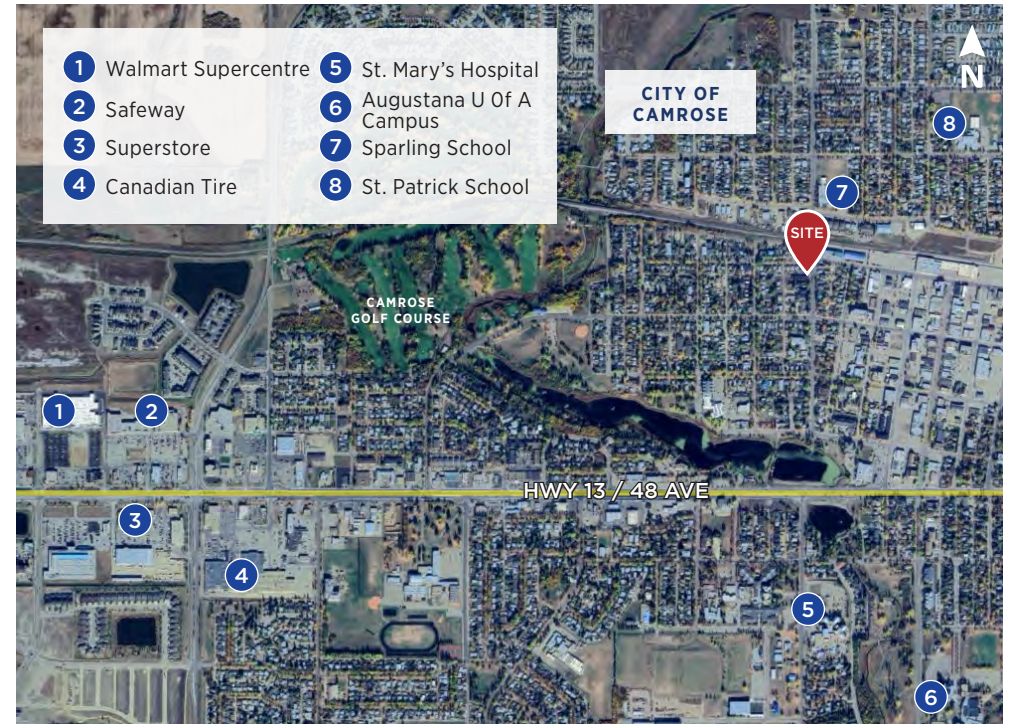 1 Walmart Supercentre
2 Safeway
3 Superstore
4 Canadian Tire
5 St. Mary's Hospital
6 Augustana U Of A
Campus
7 Sparling School
8 St. Patrick School
CITY OF
CAMROSE
N
8
7
SITE
CAMROSE
GOLF COURSE
1
2
HWY 13 / 48 AVE
3
4
5
6